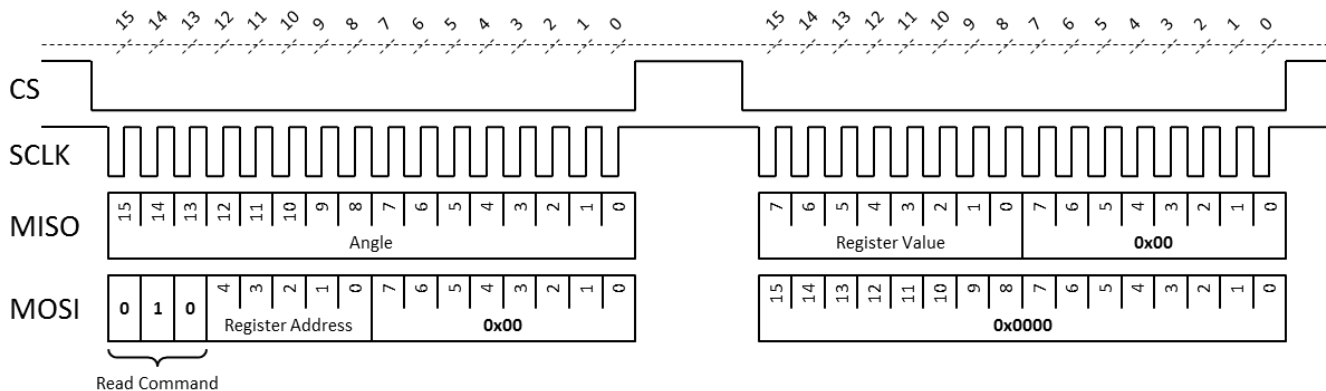 15 14 13 12 11 10 9 8 7 6 5 4 3 2 1 0 15 14 13 12 11 10 9 8 7 6 5 4 3 2 1 0
CS
SCLK
MISO
15 14 13 12 11 10 9 8 7 6 5 4 3 2 1 0 7 6 5 4 3 2 1 0 7 6 5 4 3 2 1 0
Angle Register Value 0x00
MOSI
0 1 0 4 3 2 1 0 7 6 5 4 3 2 1 0 15 14 13 12 11 10 9 8 7 6 5 4 3 2 1 0
Register Address 0x00 0x0000
Read Command